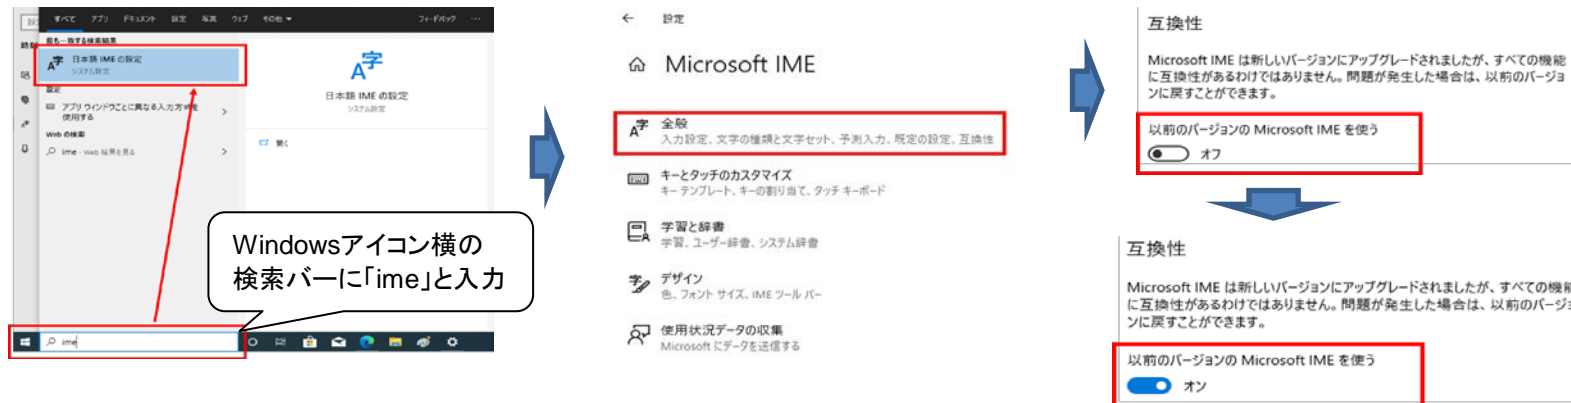 すべて アプリ ドキュメント 設定 写真 ウェブ その他 フィードバック ...
最も一致する検索結果
日本語 IME の設定
システム設定
設定
アプリ ウィンドウごとに異なる入力方式を
使用する
Web の検索
ime - Web 結果を見る
日本語 IME の設定
システム設定
開く
Windowsアイコン横の
検索バーに「ime」と入力
ime
設定
Microsoft IME
全般
入力設定、文字の種類と文字セット、予測入力、既定の設定、互換性
キーとタッチのカスタマイズ
キー テンプレート、キーの割り当て、タッチ キーボード
学習と辞書
学習、ユーザー辞書、システム辞書
デザイン
色、フォント サイズ、IME ツール バー
使用状況データの収集
Microsoft にデータを送信する
互換性
Microsoft IME は新しいバージョンにアップグレードされましたが、すべての機能
に互換性があるわけではありません。問題が発生した場合は、以前のバージョ
ンに戻すことができます。
以前のバージョンの Microsoft IME を使う
オフ
互換性
Microsoft IME は新しいバージョンにアップグレードされましたが、すべての機能
に互換性があるわけではありません。問題が発生した場合は、以前のバージョ
ンに戻すことができます。
以前のバージョンの Microsoft IME を使う
オン